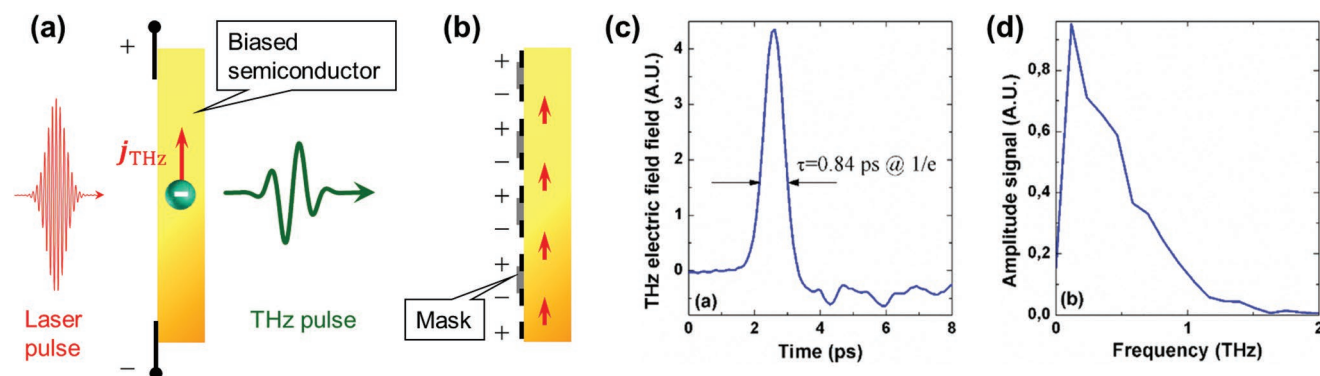 (a)
+
Biased
semiconductor
j THz
−
−
Laser
pulse
THz pulse
(b)
+
−
+
−
+
−
+
−
+
Mask
(c)
THz electric field field (A.U.)
4
3
2
1
0
τ=0.84 ps @ 1/e
(a)
0
2
4
6
8
Time (ps)
(d)
Amplitude signal (A.U.)
0,8
0,6
0,4
0,2
0,0
(b)
0
1
2
Frequency (THz)